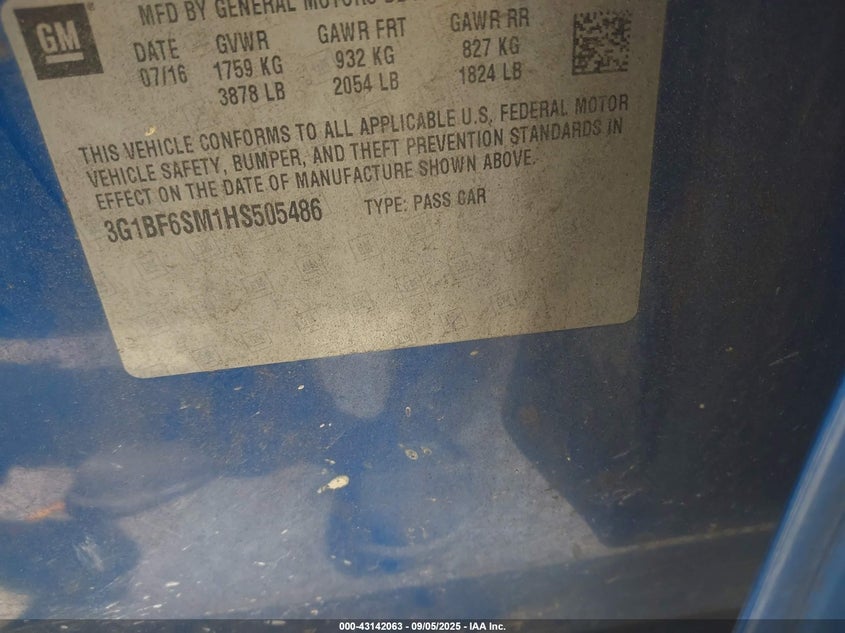 MFD BY GENERAL MOTORS
GM
DATE GVWR GAWR FRT GAWR RR
07/16 1759 KG 932 KG 827 KG
3878 LB 2054 LB 1824 LB
THIS VEHICLE CONFORMS TO ALL APPLICABLE U.S. FEDERAL MOTOR
VEHICLE SAFETY, BUMPER, AND THEFT PREVENTION STANDARDS IN
EFFECT ON THE DATE OF MANUFACTURE SHOWN ABOVE.
3G1BF6SM1HS505486 TYPE: PASS CAR
000-43142063 - 09/05/2025 - IAA Inc.